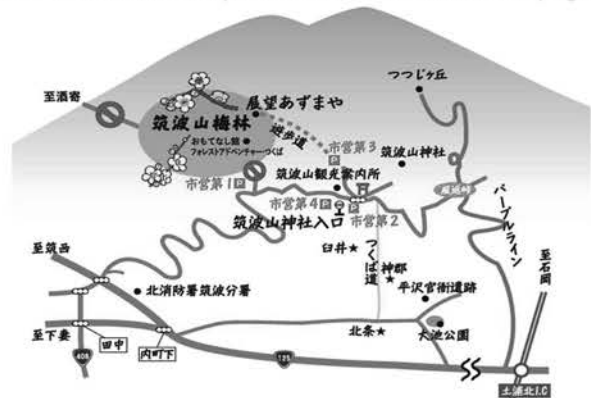 つつじヶ丘
至酒寄
展望あずまや
筑波山梅林
おもてなし館
フォレストアドベンチャー・つくば
遊歩道
市営第3
P
筑波山神社
市営第1 P
筑波山観光案内所
風返峠
市営第4 P
P
市営第2
筑波山神社入口
パープルライン
至筑西
臼井★
つくば道
神郡
★
至石岡
北消防署筑波分署
平沢官衙遺跡
至下妻
田中
内町下
北条★
大池公園
408
125
土浦北I.C